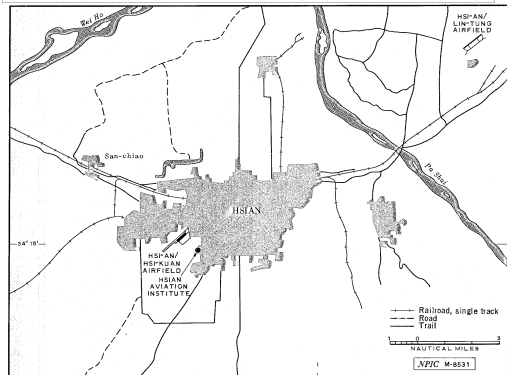 Wei Ho
HSI-AN/
LIN-TUNG
AIRFIELD
San-chiao
Pa Shui
HSIAN
34° 15'
HSI-AN/
HSI-KUAN
AIRFIELD
HSIAN
AVIATION
INSTITUTE
Railroad, single track
Road
Trail
1 0 3
NAUTICAL MILES
NPIC M-8531